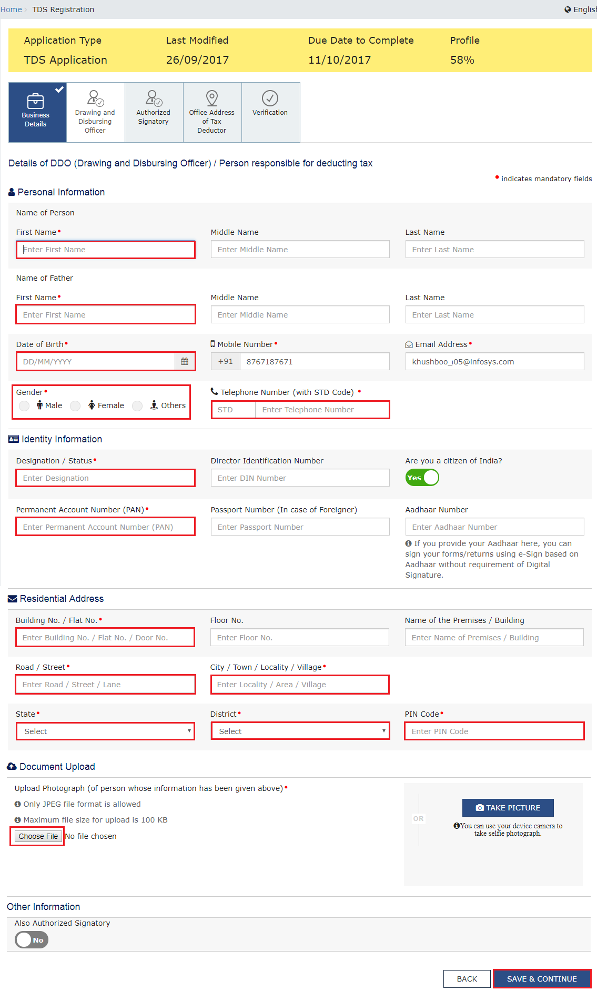 Home TDS Registration English
Application Type Last Modified Due Date to Complete Profile
TDS Application 26/09/2017 11/10/2017 58%
Business Details
Drawing and Disbursing Officer
Authorized Signatory
Office Address of Tax Deductor
Verification
Details of DDO (Drawing and Disbursing Officer) / Person responsible for deducting tax
• indicates mandatory fields
Personal Information
Name of Person
First Name• Middle Name Last Name
Enter First Name Enter Middle Name Enter Last Name
Name of Father
First Name• Middle Name Last Name
Enter First Name Enter Middle Name Enter Last Name
Date of Birth• Mobile Number• Email Address•
DD/MM/YYYY +91 8767187671 khushboo_05@infosys.com
Gender• Telephone Number (with STD Code) •
Male Female Others STD Enter Telephone Number
Identity Information
Designation / Status• Director Identification Number Are you a citizen of India?
Enter Designation Enter DIN Number Yes
Permanent Account Number (PAN)• Passport Number (In case of Foreigner) Aadhaar Number
Enter Permanent Account Number (PAN) Enter Passport Number Enter Aadhaar Number
If you provide your Aadhaar here, you can
sign your forms/returns using e-Sign based on
Aadhaar without requirement of Digital
Signature.
Residential Address
Building No. / Flat No.• Floor No. Name of the Premises / Building
Enter Building No. / Flat No. / Door No. Enter Floor No. Enter Name of Premises / Building
Road / Street• City / Town / Locality / Village•
Enter Road / Street / Lane Enter Locality / Area / Village
State• District• PIN Code•
Select Select Enter PIN Code
Document Upload
Upload Photograph (of person whose information has been given above)•
Only JPEG file format is allowed
Maximum file size for upload is 100 KB
Choose File No file chosen
OR
TAKE PICTURE
You can use your device camera to
take selfie photograph.
Other Information
Also Authorized Signatory
No
BACK SAVE & CONTINUE